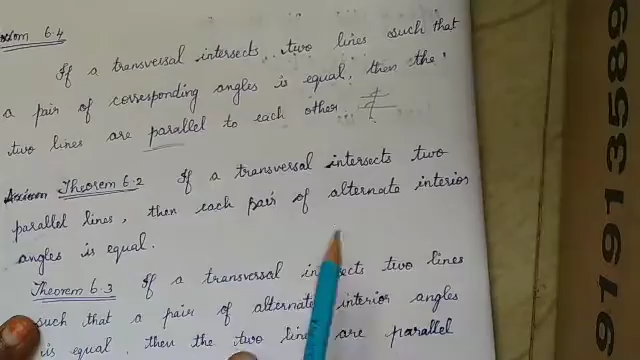 Axiom 6.4
If a transversal intersects two lines such that
a pair of corresponding angles is equal, then the
two lines are parallel to each other
Axiom Theorem 6.2 If a transversal intersects two
parallel lines, then each pair of alternate interior
angles is equal.
Theorem 6.3 If a transversal intersects two lines
such that a pair of alternate interior angles
is equal, then the two lines are parallel
91913589